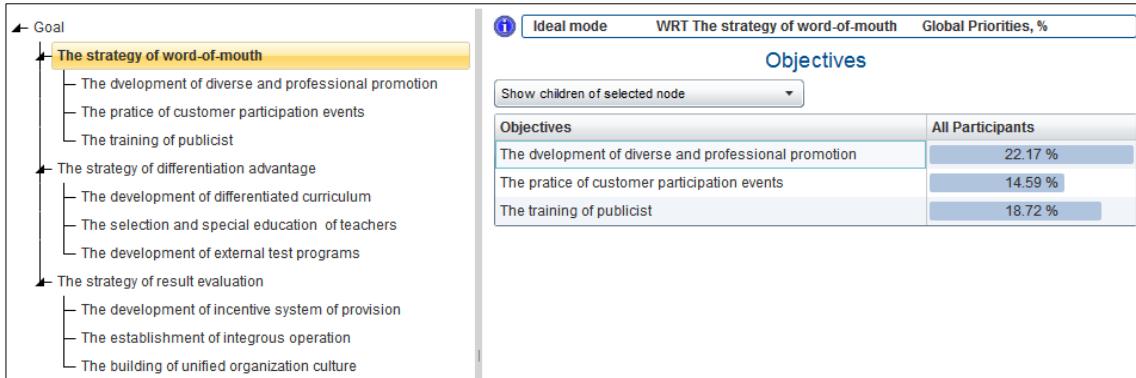 Goal
The strategy of word-of-mouth
The dvelopment of diverse and professional promotion
The pratice of customer participation events
The training of publicist
The strategy of differentiation advantage
The development of differentiated curriculum
The selection and special education of teachers
The development of external test programs
The strategy of result evaluation
The development of incentive system of provision
The establishment of integrous operation
The building of unified organization culture
i Ideal mode WRT The strategy of word-of-mouth Global Priorities, %
Objectives
Show children of selected node
Objectives All Participants
The dvelopment of diverse and professional promotion 22.17 %
The pratice of customer participation events 14.59 %
The training of publicist 18.72 %